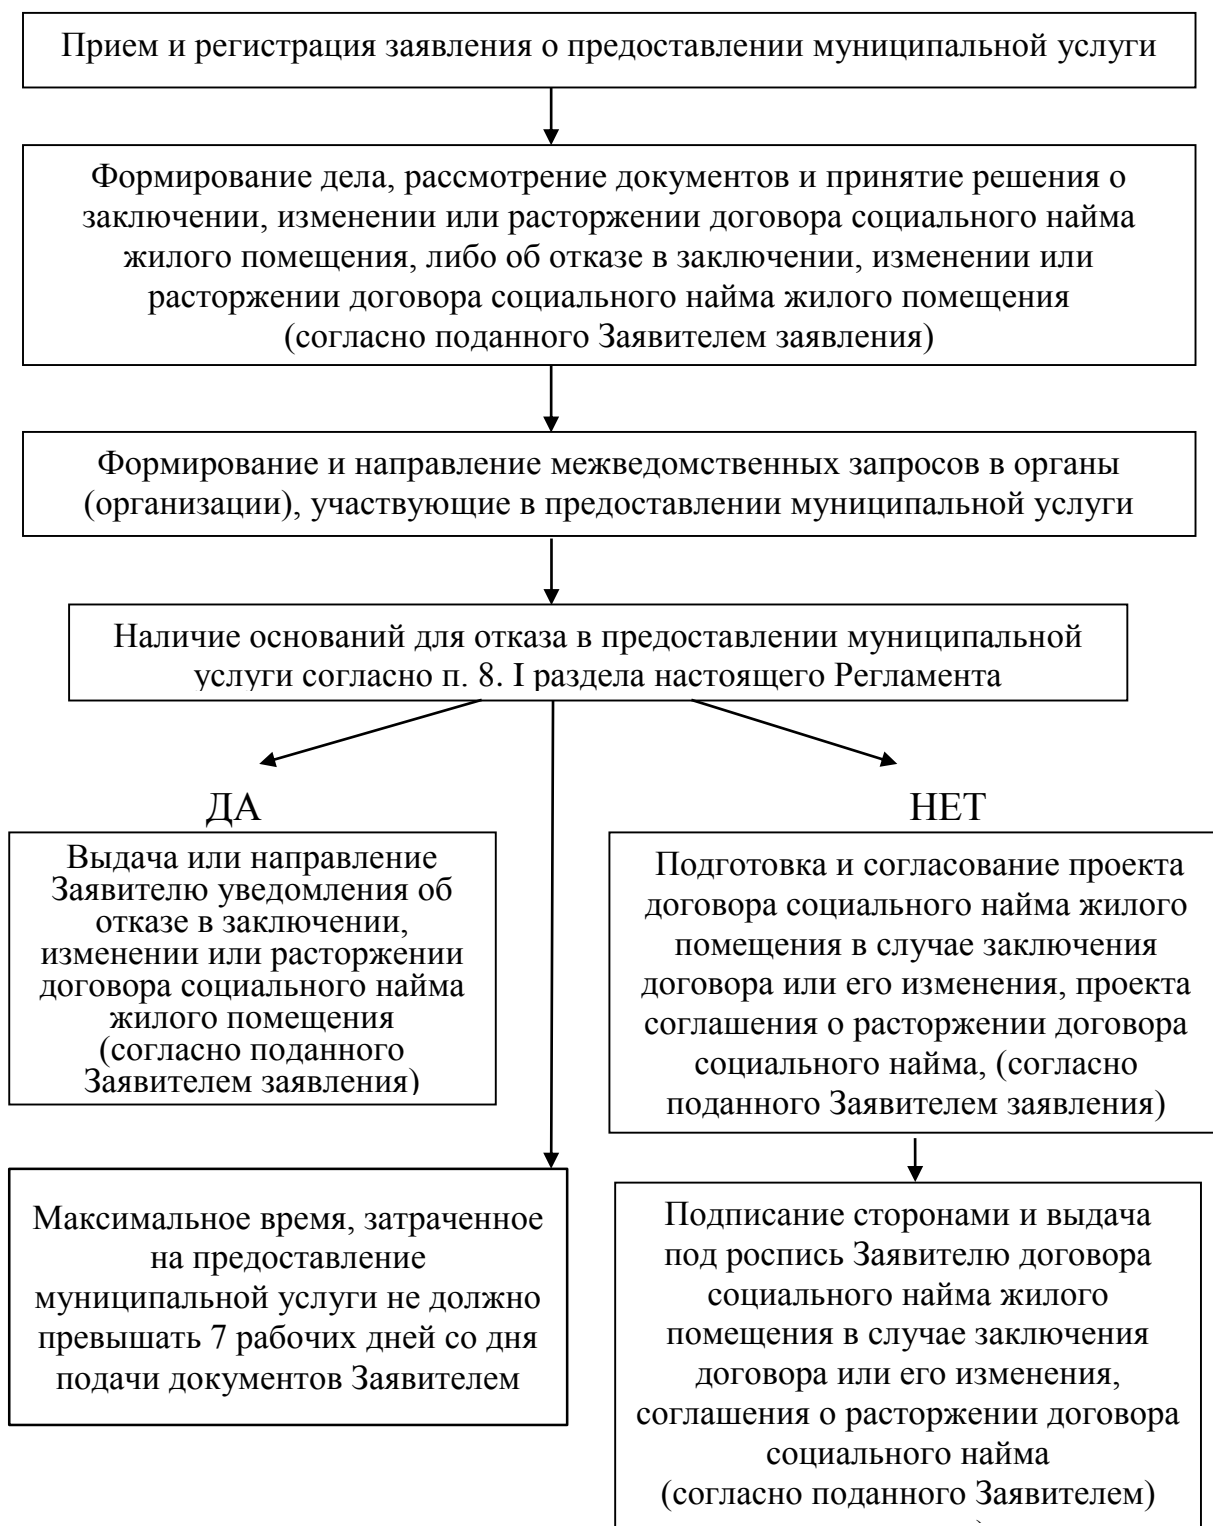 Прием и регистрация заявления о предоставлении муниципальной услуги
Формирование дела, рассмотрение документов и принятие решения о
заключении, изменении или расторжении договора социального найма
жилого помещения, либо об отказе в заключении, изменении или
расторжении договора социального найма жилого помещения
(согласно поданного Заявителем заявления)
Формирование и направление межведомственных запросов в органы
(организации), участвующие в предоставлении муниципальной услуги
Наличие оснований для отказа в предоставлении муниципальной
услуги согласно п. 8. I раздела настоящего Регламента
ДА
Выдача или направление
Заявителю уведомления об
отказе в заключении,
изменении или расторжении
договора социального найма
жилого помещения
(согласно поданного
Заявителем заявления)
НЕТ
Подготовка и согласование проекта
договора социального найма жилого
помещения в случае заключения
договора или его изменения, проекта
соглашения о расторжении договора
социального найма, (согласно
поданного Заявителем заявления)
Максимальное время, затраченное
на предоставление
муниципальной услуги не должно
превышать 7 рабочих дней со дня
подачи документов Заявителем
Подписание сторонами и выдача
под роспись Заявителю договора
социального найма жилого
помещения в случае заключения
договора или его изменения,
соглашения о расторжении договора
социального найма
(согласно поданного Заявителем)